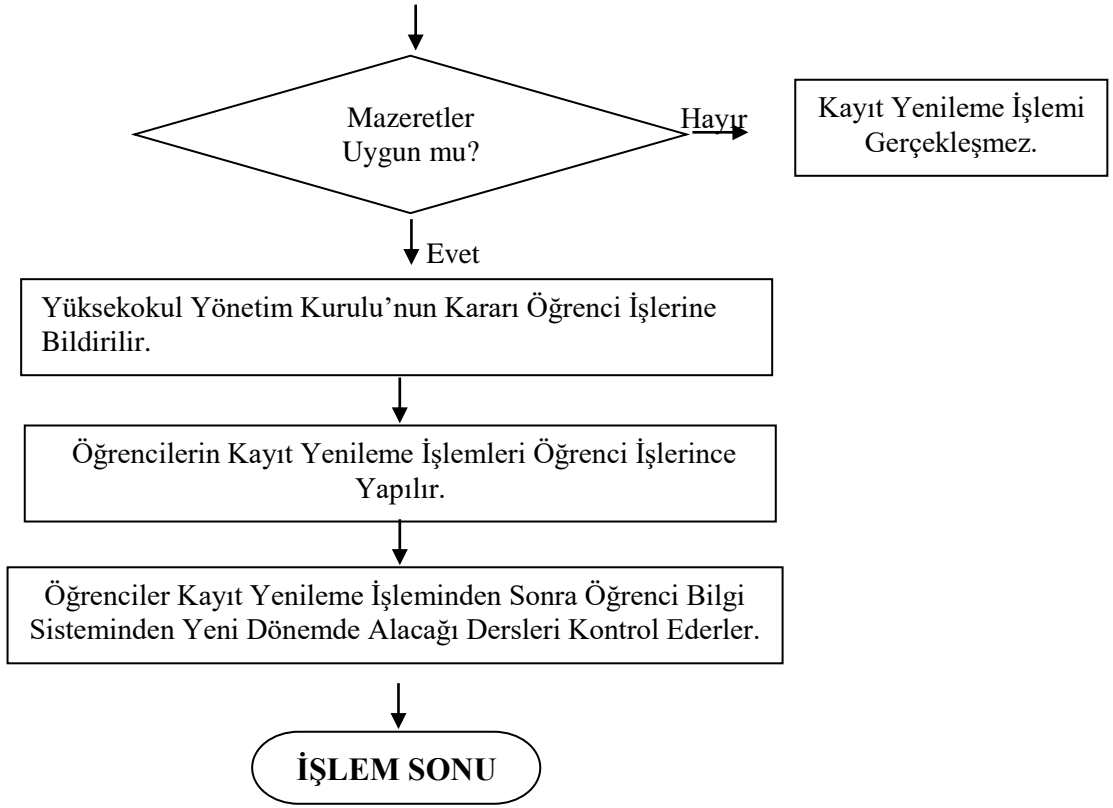 Mazeretler
Uygun mu?
Hayır
Kayıt Yenileme İşlemi
Gerçekleşmez.
Evet
Yüksekokul Yönetim Kurulu’nun Kararı Öğrenci İşlerine
Bildirilir.
Öğrencilerin Kayıt Yenileme İşlemleri Öğrenci İşlerince
Yapılır.
Öğrenciler Kayıt Yenileme İşleminden Sonra Öğrenci Bilgi
Sisteminden Yeni Dönemde Alacağı Dersleri Kontrol Ederler.
İŞLEM SONU